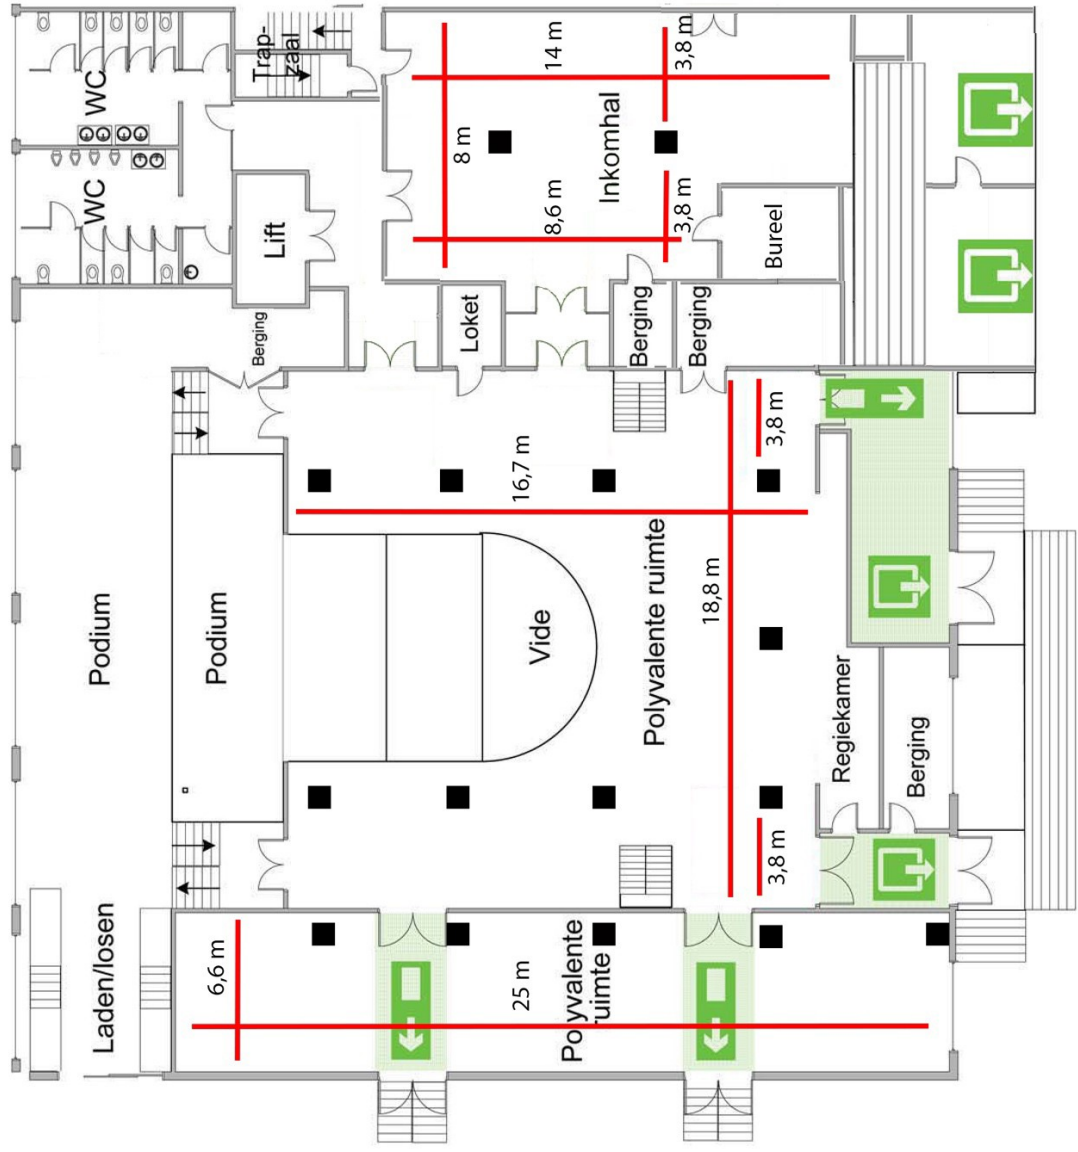 Trap-
zaal
WC
WC
Lift
14 m
3,8 m
8 m
Inkomhal
8,6 m
3,8 m
Bureel
Berging
Loket
Berging
Berging
3,8 m
16,7 m
18,8 m
Podium
Podium
Vide
Polyvalente ruimte
Regiekamer
Berging
3,8 m
Laden/losen
6,6 m
25 m
Polyvalente
ruimte